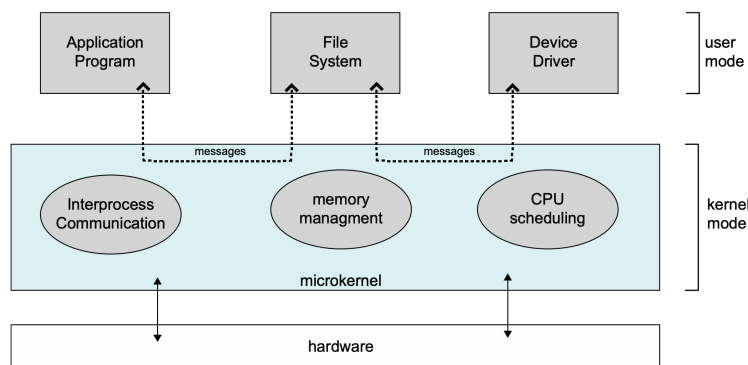 Application
Program
File
System
Device
Driver
user
mode
messages
messages
Interprocess
Communication
memory
managment
CPU
scheduling
kernel
mode
microkernel
hardware